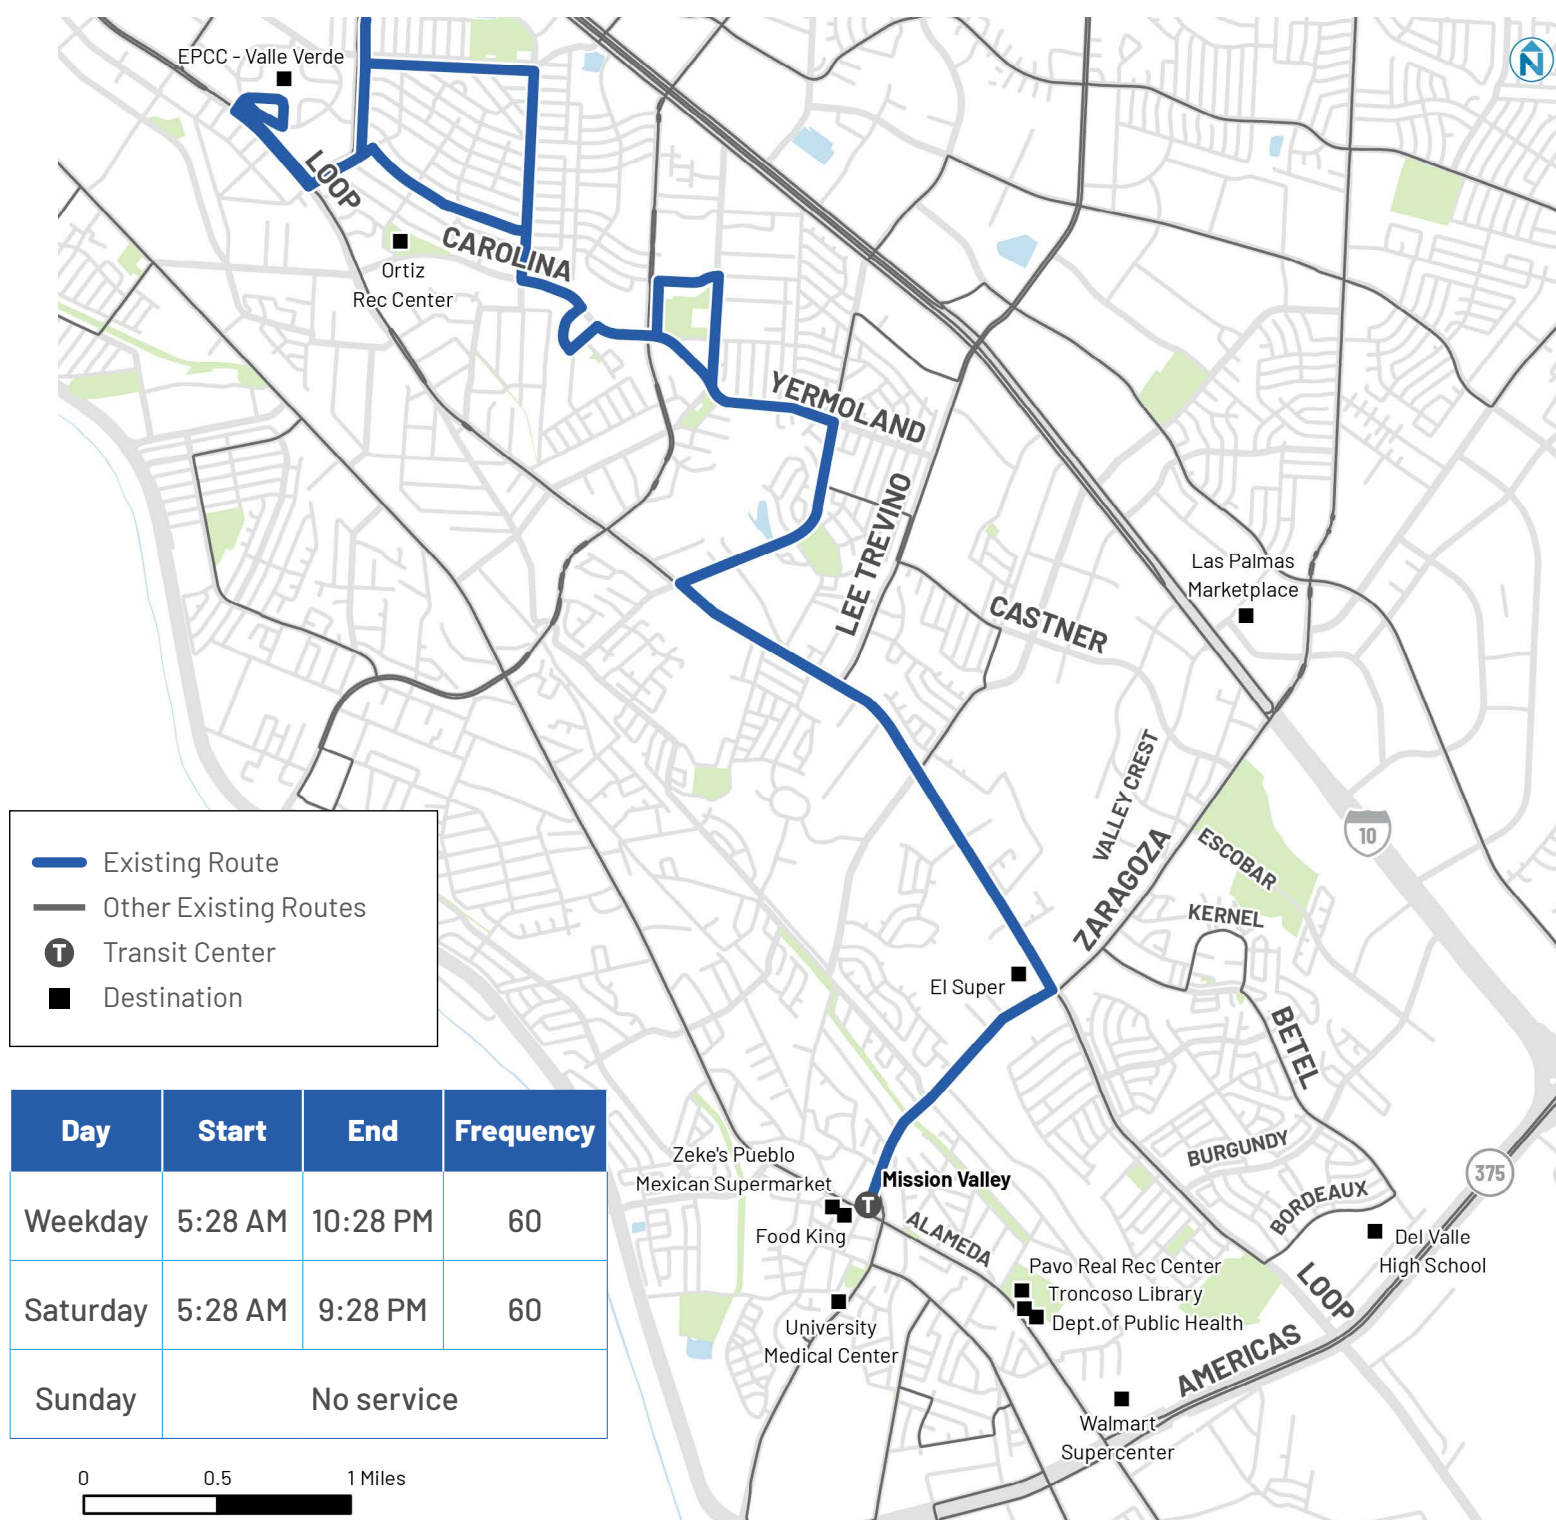 N
EPCC - Valle Verde
LOOP
Ortiz
Rec Center
CAROLINA
YERMOLAND
LEE TREVINO
CASTNER
Las Palmas
Marketplace
VALLEY CREST
ZARAGOZA
ESCOBAR
KERNEL
10
El Super
BETEL
BURGUNDY
BORDEAUX
375
Existing Route
Other Existing Routes
T Transit Center
Destination
Zeke's Pueblo
Mexican Supermarket
Mission Valley
T
Food King
ALAMEDA
University
Medical Center
Pavo Real Rec Center
Troncoso Library
Dept.of Public Health
Del Valle
High School
LOOP
AMERICAS
Walmart
Supercenter
Day Start End Frequency
Weekday 5:28 AM 10:28 PM 60
Saturday 5:28 AM 9:28 PM 60
Sunday No service
0 0.5 1 Miles